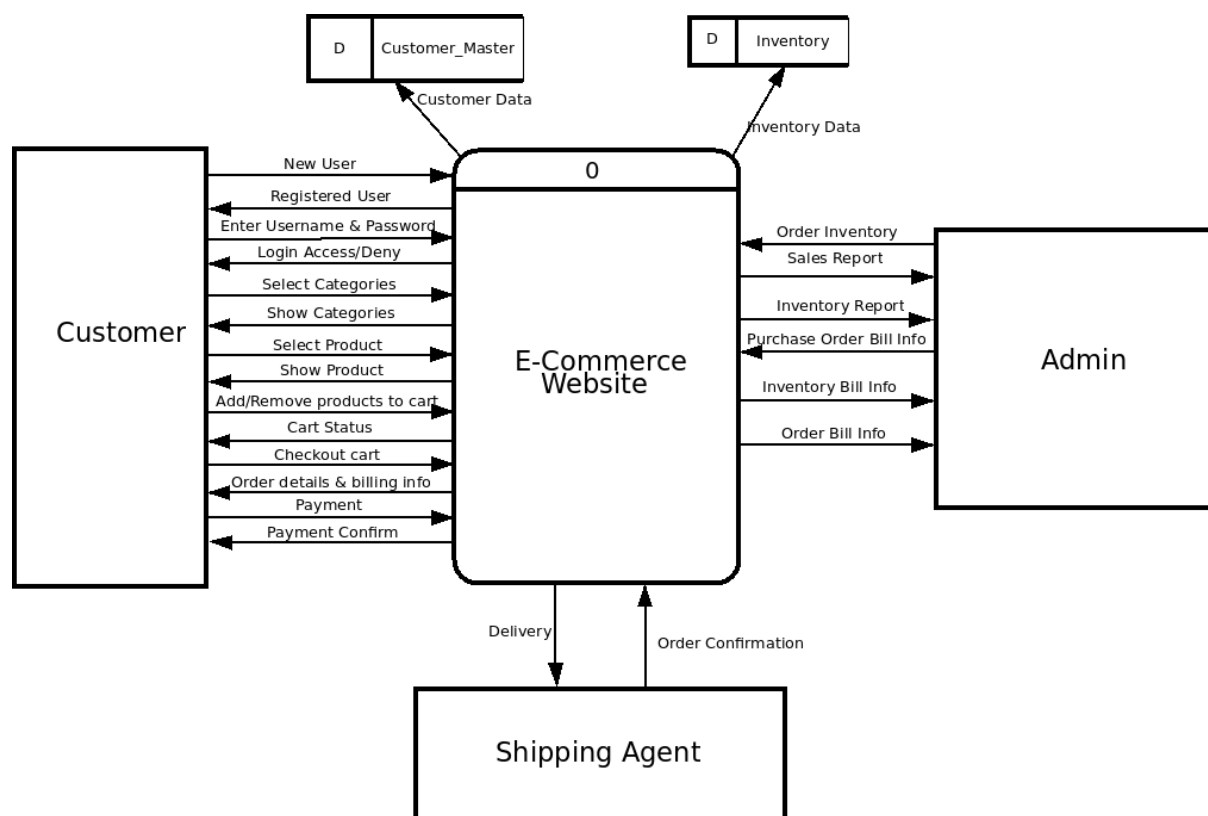 D
Customer_Master
D
Inventory
Customer Data
Inventory Data
0
New User
Registered User
Enter Username & Password
Login Access/Deny
Select Categories
Show Categories
Select Product
Show Product
Add/Remove products to cart
Cart Status
Checkout cart
Order details & billing info
Payment
Payment Confirm
Customer
E-Commerce
Website
Order Inventory
Sales Report
Inventory Report
Purchase Order Bill Info
Inventory Bill Info
Order Bill Info
Admin
Delivery
Order Confirmation
Shipping Agent